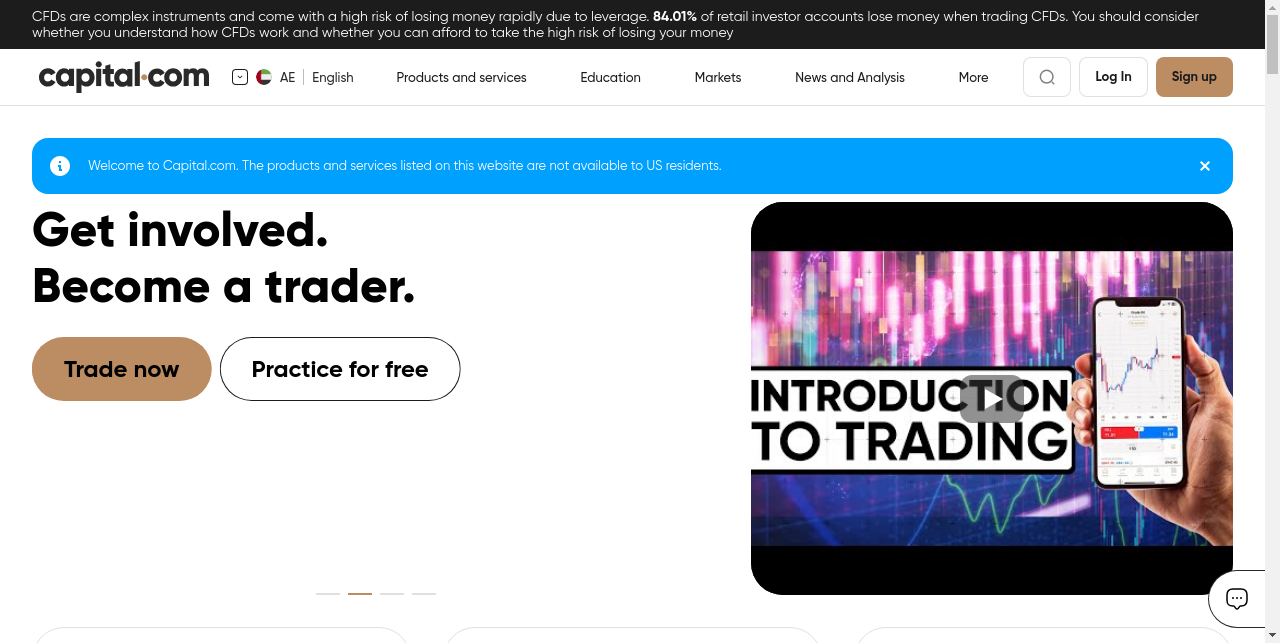 CFDs are complex instruments and come with a high risk of losing money rapidly due to leverage. 84.01% of retail investor accounts lose money when trading CFDs. You should consider
whether you understand how CFDs work and whether you can afford to take the high risk of losing your money
capital.com AE English Products and services Education Markets News and Analysis More Log In Sign up
Welcome to Capital.com. The products and services listed on this website are not available to US residents.
Get involved.
Become a trader.
Trade now Practice for free
INTRODUCTION
TO TRADING